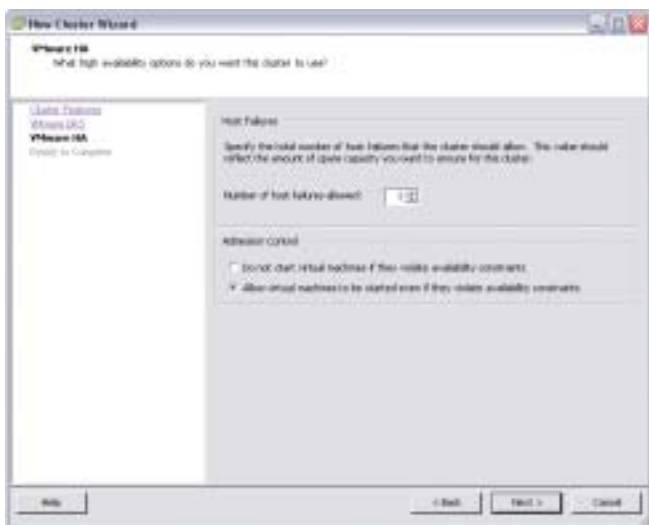 New Cluster Wizard
VMware HA
What high availability options do you want this cluster to use?
Cluster Features
VMware DRS
VMware HA
Ready to Complete
Host Failures
Specify the total number of host failures that the cluster should allow. This value should
reflect the amount of spare capacity you want to ensure for this cluster.
Number of host failures allowed:
1
Admission Control
Do not start virtual machines if they violate availability constraints
Allow virtual machines to be started even if they violate availability constraints
Help
< Back
Next >
Cancel